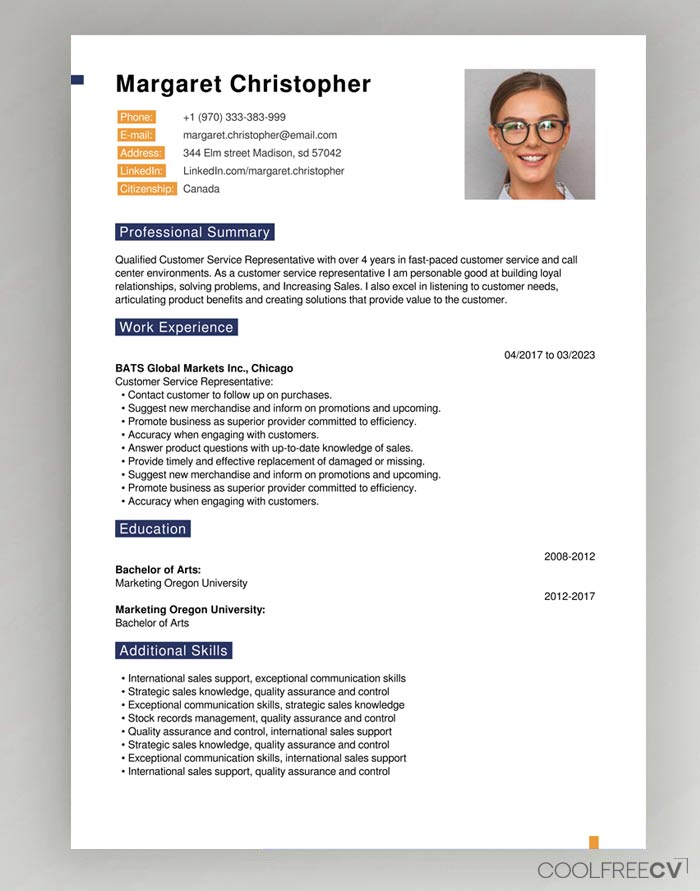 Margaret Christopher
Phone: +1 (970) 333-383-999
E-mail: margaret.christopher@email.com
Address: 344 Elm street Madison, sd 57042
LinkedIn: LinkedIn.com/margaret.christopher
Citizenship: Canada
Professional Summary
Qualified Customer Service Representative with over 4 years in fast-paced customer service and call
center environments. As a customer service representative I am personable good at building loyal
relationships, solving problems, and Increasing Sales. I also excel in listening to customer needs,
articulating product benefits and creating solutions that provide value to the customer.
Work Experience
04/2017 to 03/2023
BATS Global Markets Inc., Chicago
Customer Service Representative:
• Contact customer to follow up on purchases.
• Suggest new merchandise and inform on promotions and upcoming.
• Promote business as superior provider committed to efficiency.
• Accuracy when engaging with customers.
• Answer product questions with up-to-date knowledge of sales.
• Provide timely and effective replacement of damaged or missing.
• Suggest new merchandise and inform on promotions and upcoming.
• Promote business as superior provider committed to efficiency.
• Accuracy when engaging with customers.
Education
2008-2012
Bachelor of Arts:
Marketing Oregon University
2012-2017
Marketing Oregon University:
Bachelor of Arts
Additional Skills
• International sales support, exceptional communication skills
• Strategic sales knowledge, quality assurance and control
• Exceptional communication skills, strategic sales knowledge
• Stock records management, quality assurance and control
• Quality assurance and control, international sales support
• Strategic sales knowledge, quality assurance and control
• Exceptional communication skills, international sales support
• International sales support, quality assurance and control
COOLFREECV